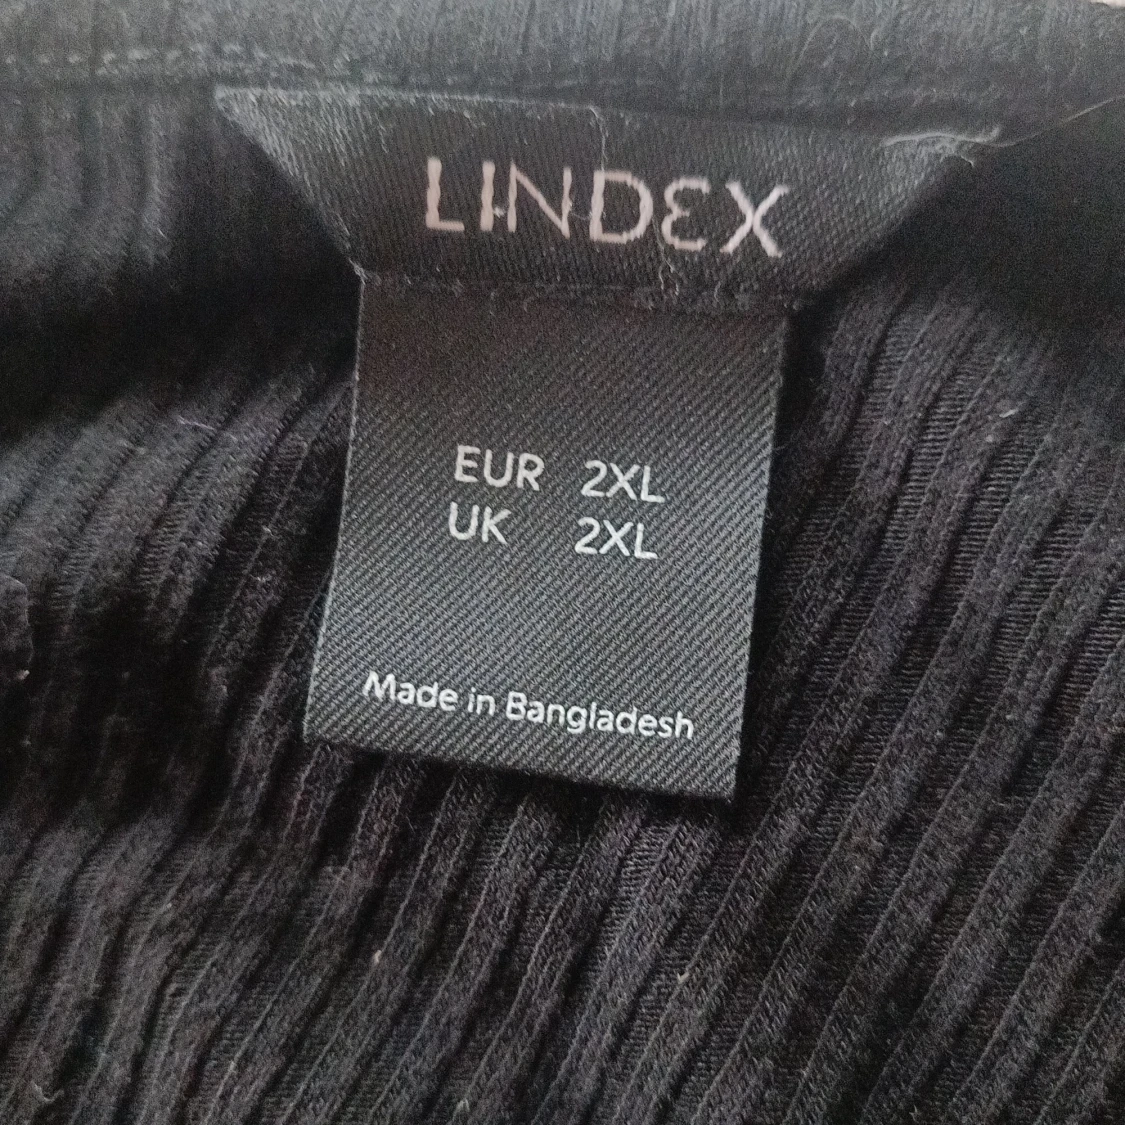 LINDEX
EUR 2XL
UK 2XL
Made in Bangladesh